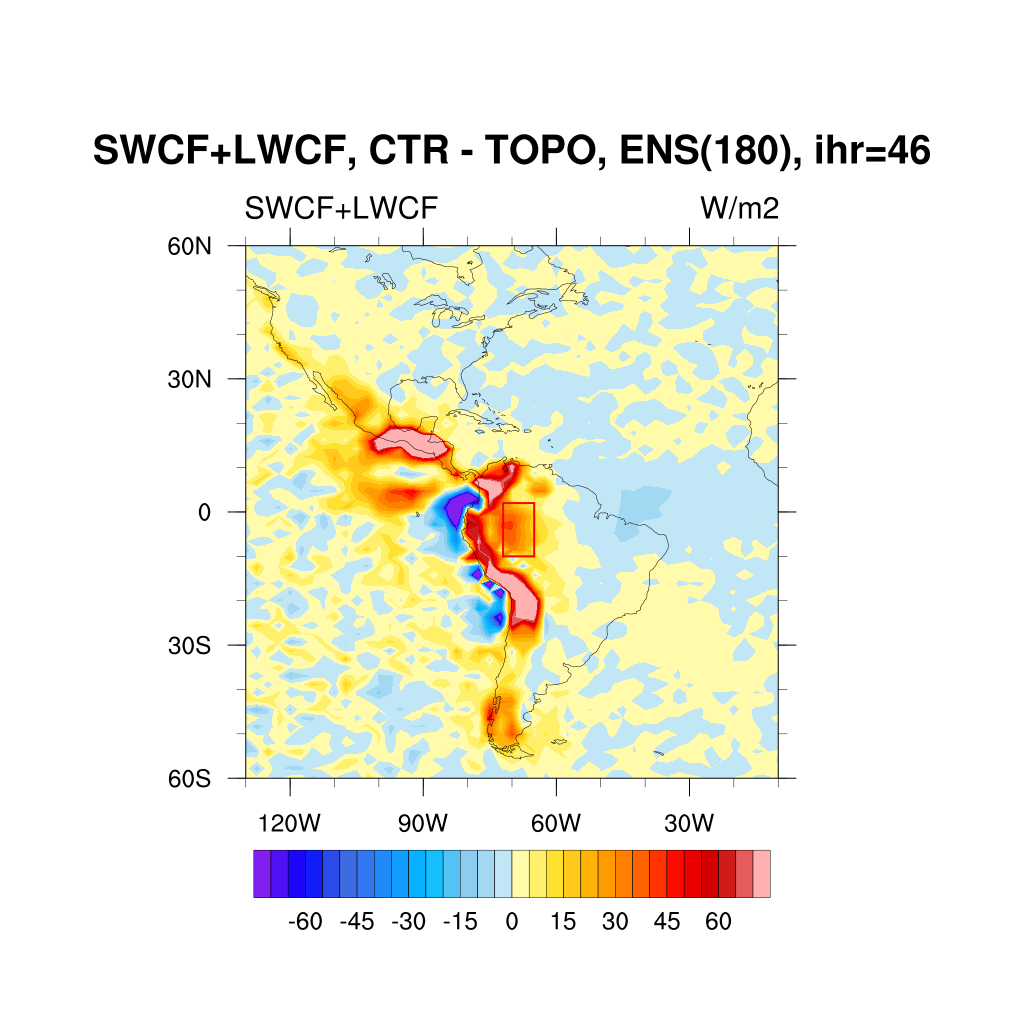 SWCF+LWCF, CTR - TOPO, ENS(180), ihr=46
SWCF+LWCF W/m2
60N
30N
0
30S
60S
120W 90W 60W 30W
-60 -45 -30 -15 0 15 30 45 60